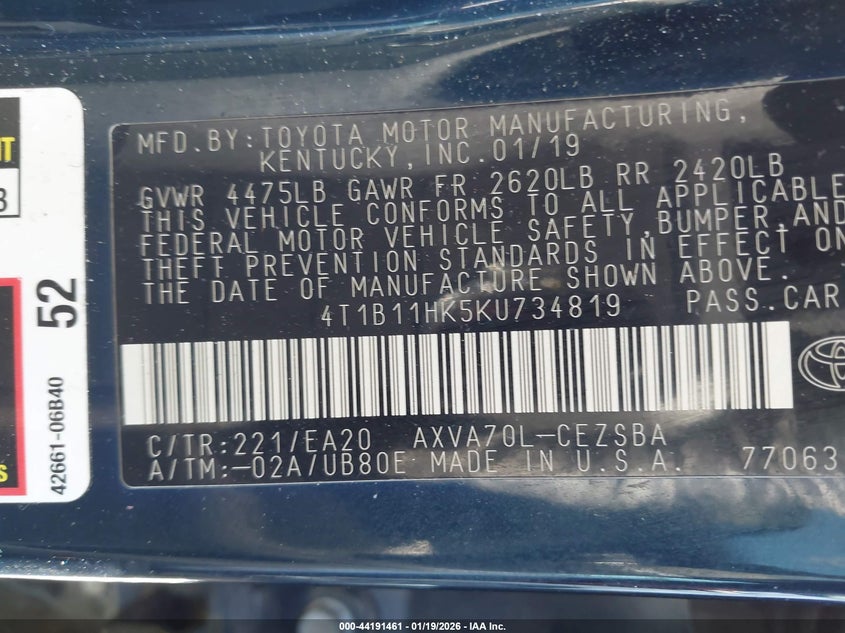 MFD.BY:TOYOTA MOTOR MANUFACTURING,
KENTUCKY,INC.01/19
GVWR 4475LB GAWR FR 2620LB RR 2420LB
THIS VEHICLE CONFORMS TO ALL APPLICABLE
FEDERAL MOTOR VEHICLE SAFETY,BUMPER,AND
THEFT PREVENTION STANDARDS IN EFFECT ON
THE DATE OF MANUFACTURE SHOWN ABOVE.
4T1B11HK5KU734819 PASS.CAR
C/TR:221/EA20 AXVA70L-CEZSBA
A/TM:-02A/UB80E MADE IN U.S.A. 77063
52
42661-06B40
000-44191461 - 01/19/2026 - IAA Inc.